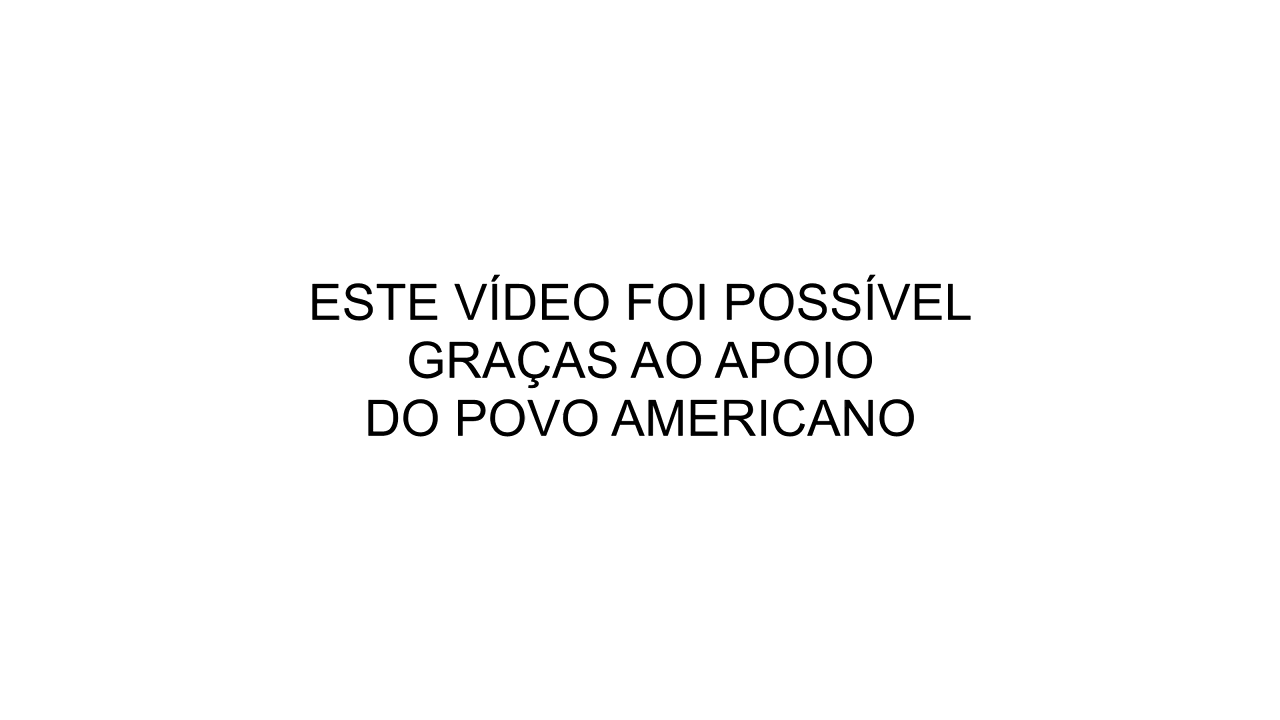 ESTE VÍDEO FOI POSSÍVEL
GRAÇAS AO APOIO
DO POVO AMERICANO